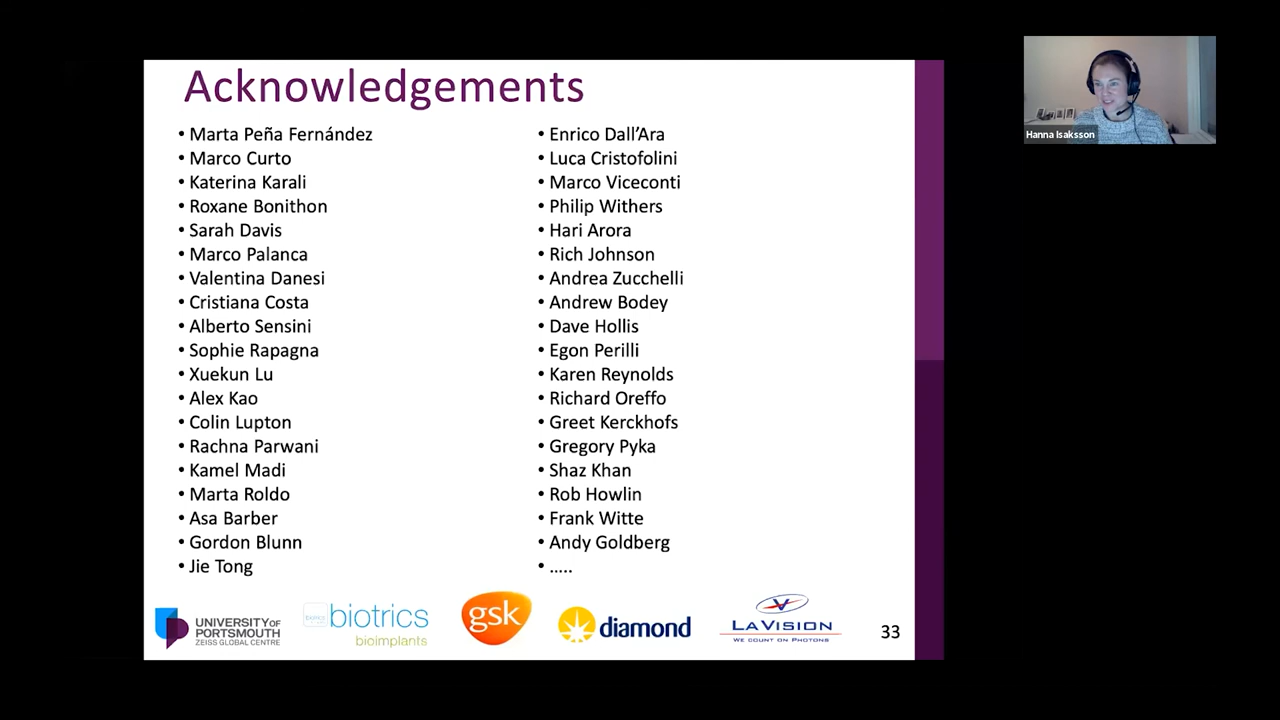 Acknowledgements
• Marta Peña Fernández
• Marco Curto
• Katerina Karali
• Roxane Bonithon
• Sarah Davis
• Marco Palanca
• Valentina Danesi
• Cristiana Costa
• Alberto Sensini
• Sophie Rapagna
• Xuekun Lu
• Alex Kao
• Colin Lupton
• Rachna Parwani
• Kamel Madi
• Marta Roldo
• Asa Barber
• Gordon Blunn
• Jie Tong
• Enrico Dall’Ara
• Luca Cristofolini
• Marco Viceconti
• Philip Withers
• Hari Arora
• Rich Johnson
• Andrea Zucchelli
• Andrew Bodey
• Dave Hollis
• Egon Perilli
• Karen Reynolds
• Richard Oreffo
• Greet Kerckhofs
• Gregory Pyka
• Shaz Khan
• Rob Howlin
• Frank Witte
• Andy Goldberg
• …..
UNIVERSITY OF
PORTSMOUTH
ZEISS GLOBAL CENTRE
biotrics
bioimplants
gsk
diamond
LAVISION
WE COUNT ON PHOTONS
33
Hanna Isaksson